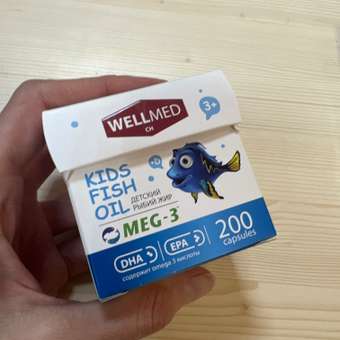 WELLMED
CH
3+
KIDS
FISH
OIL
ДЕТСКИЙ
РЫБИЙ ЖИР
MEG-3
DHA
EPA
200
capsules
содержит omega 3 кислоты